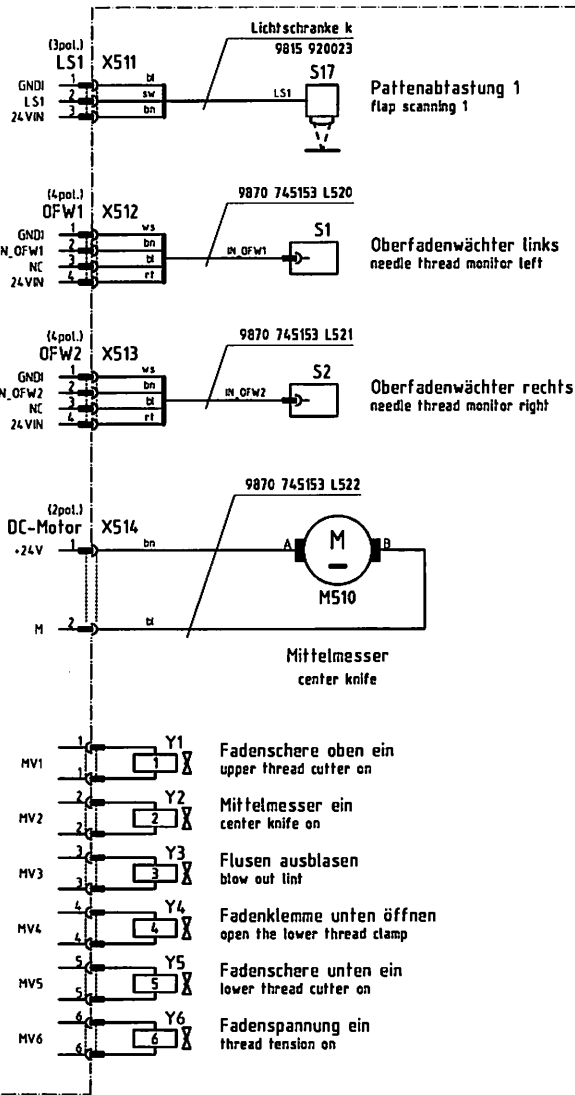 Lichtschranke k
9815 920023
(3pol.)
LS1 X511
S17
GNDI 1 bl
LS1 2 sw LS1
24VIN 3 bn
Pattenabtastung 1
flap scanning 1
9870 745153 L520
(4pol.)
OFW1 X512
S1
GNDI 1 ws
N_OFW1 2 bn IN_OFW1
NC 3 bl
24VIN 4 rt
Oberfadenwächter links
needle thread monitor left
9870 745153 L521
(4pol.)
OFW2 X513
S2
GNDI 1 ws
N_OFW2 2 bn IN_OFW2
NC 3 bl
24VIN 4 rt
Oberfadenwächter rechts
needle thread monitor right
9870 745153 L522
(2pol.)
DC-Motor X514
+24V 1 bn A M B
M510
M 2 bl
Mittelmesser
center knife
MV1 1 1 Y1 1
Fadenschere oben ein
upper thread cutter on
MV2 2 2 Y2 2
Mittelmesser ein
center knife on
MV3 3 3 Y3 3
Flusen ausblasen
blow out lint
MV4 4 4 Y4 4
Fadenklemme unten öffnen
open the lower thread clamp
MV5 5 5 Y5 5
Fadenschere unten ein
lower thread cutter on
MV6 6 6 Y6 6
Fadenspannung ein
thread tension on